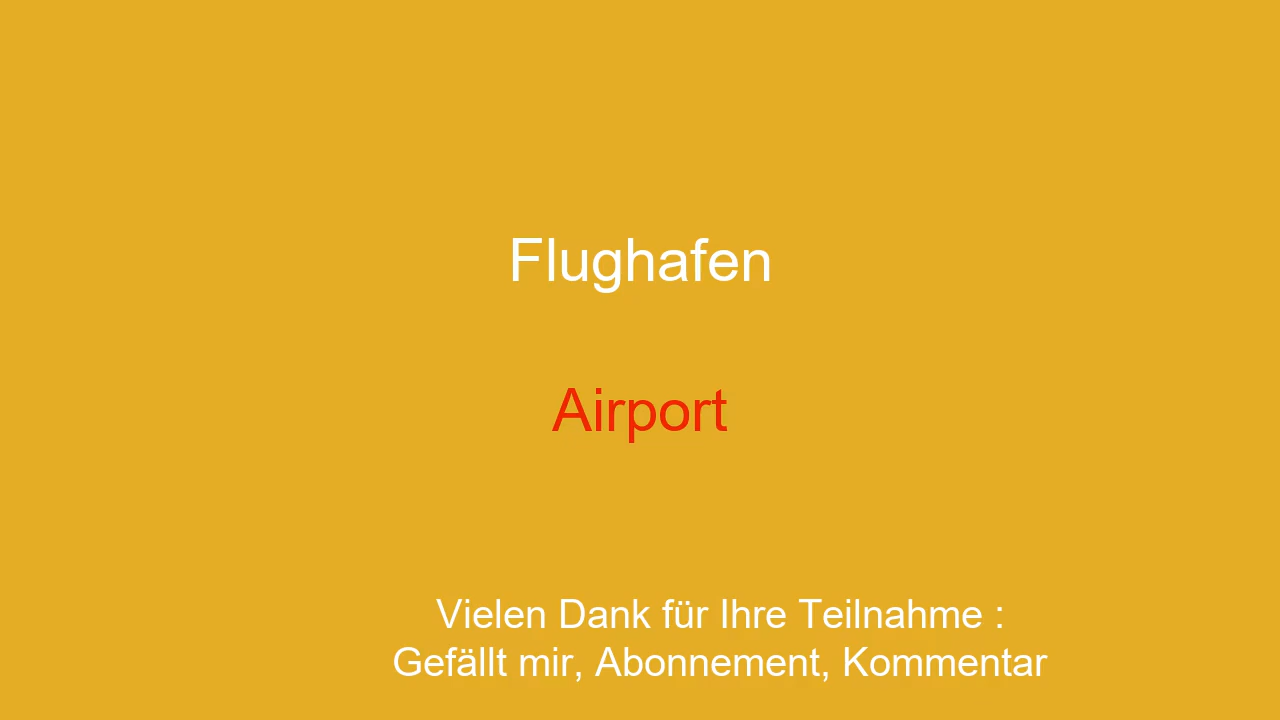 Flughafen
Airport
Vielen Dank für Ihre Teilnahme :
Gefällt mir, Abonnement, Kommentar